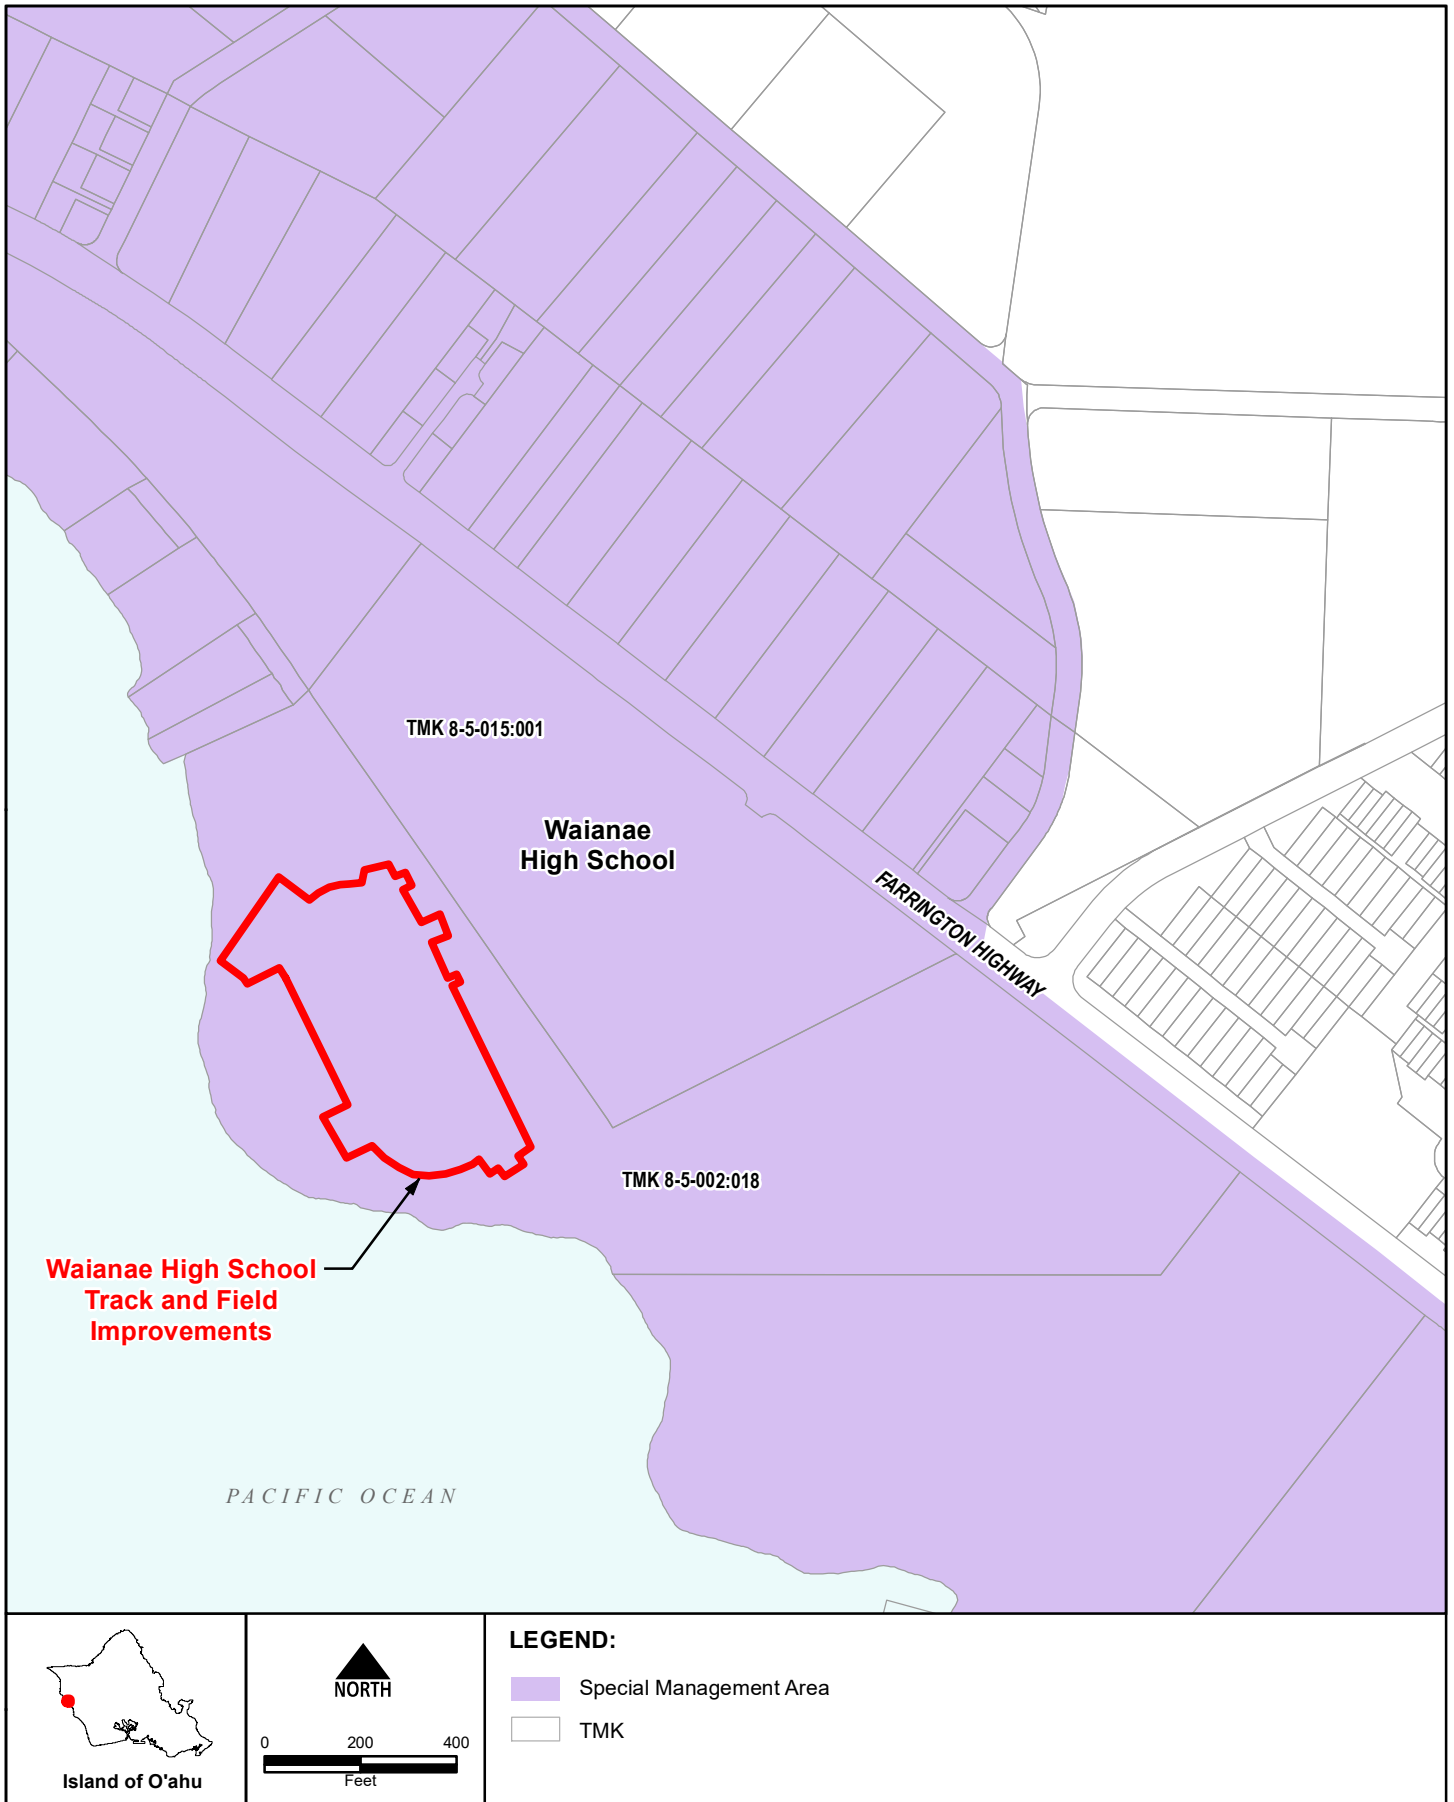 TMK 8-5-015:001
Waianae
High School
FARRINGTON HIGHWAY
TMK 8-5-002:018
Waianae High School
Track and Field
Improvements
PACIFIC OCEAN
Island of O'ahu
NORTH
0 200 400
Feet
LEGEND:
Special Management Area
TMK